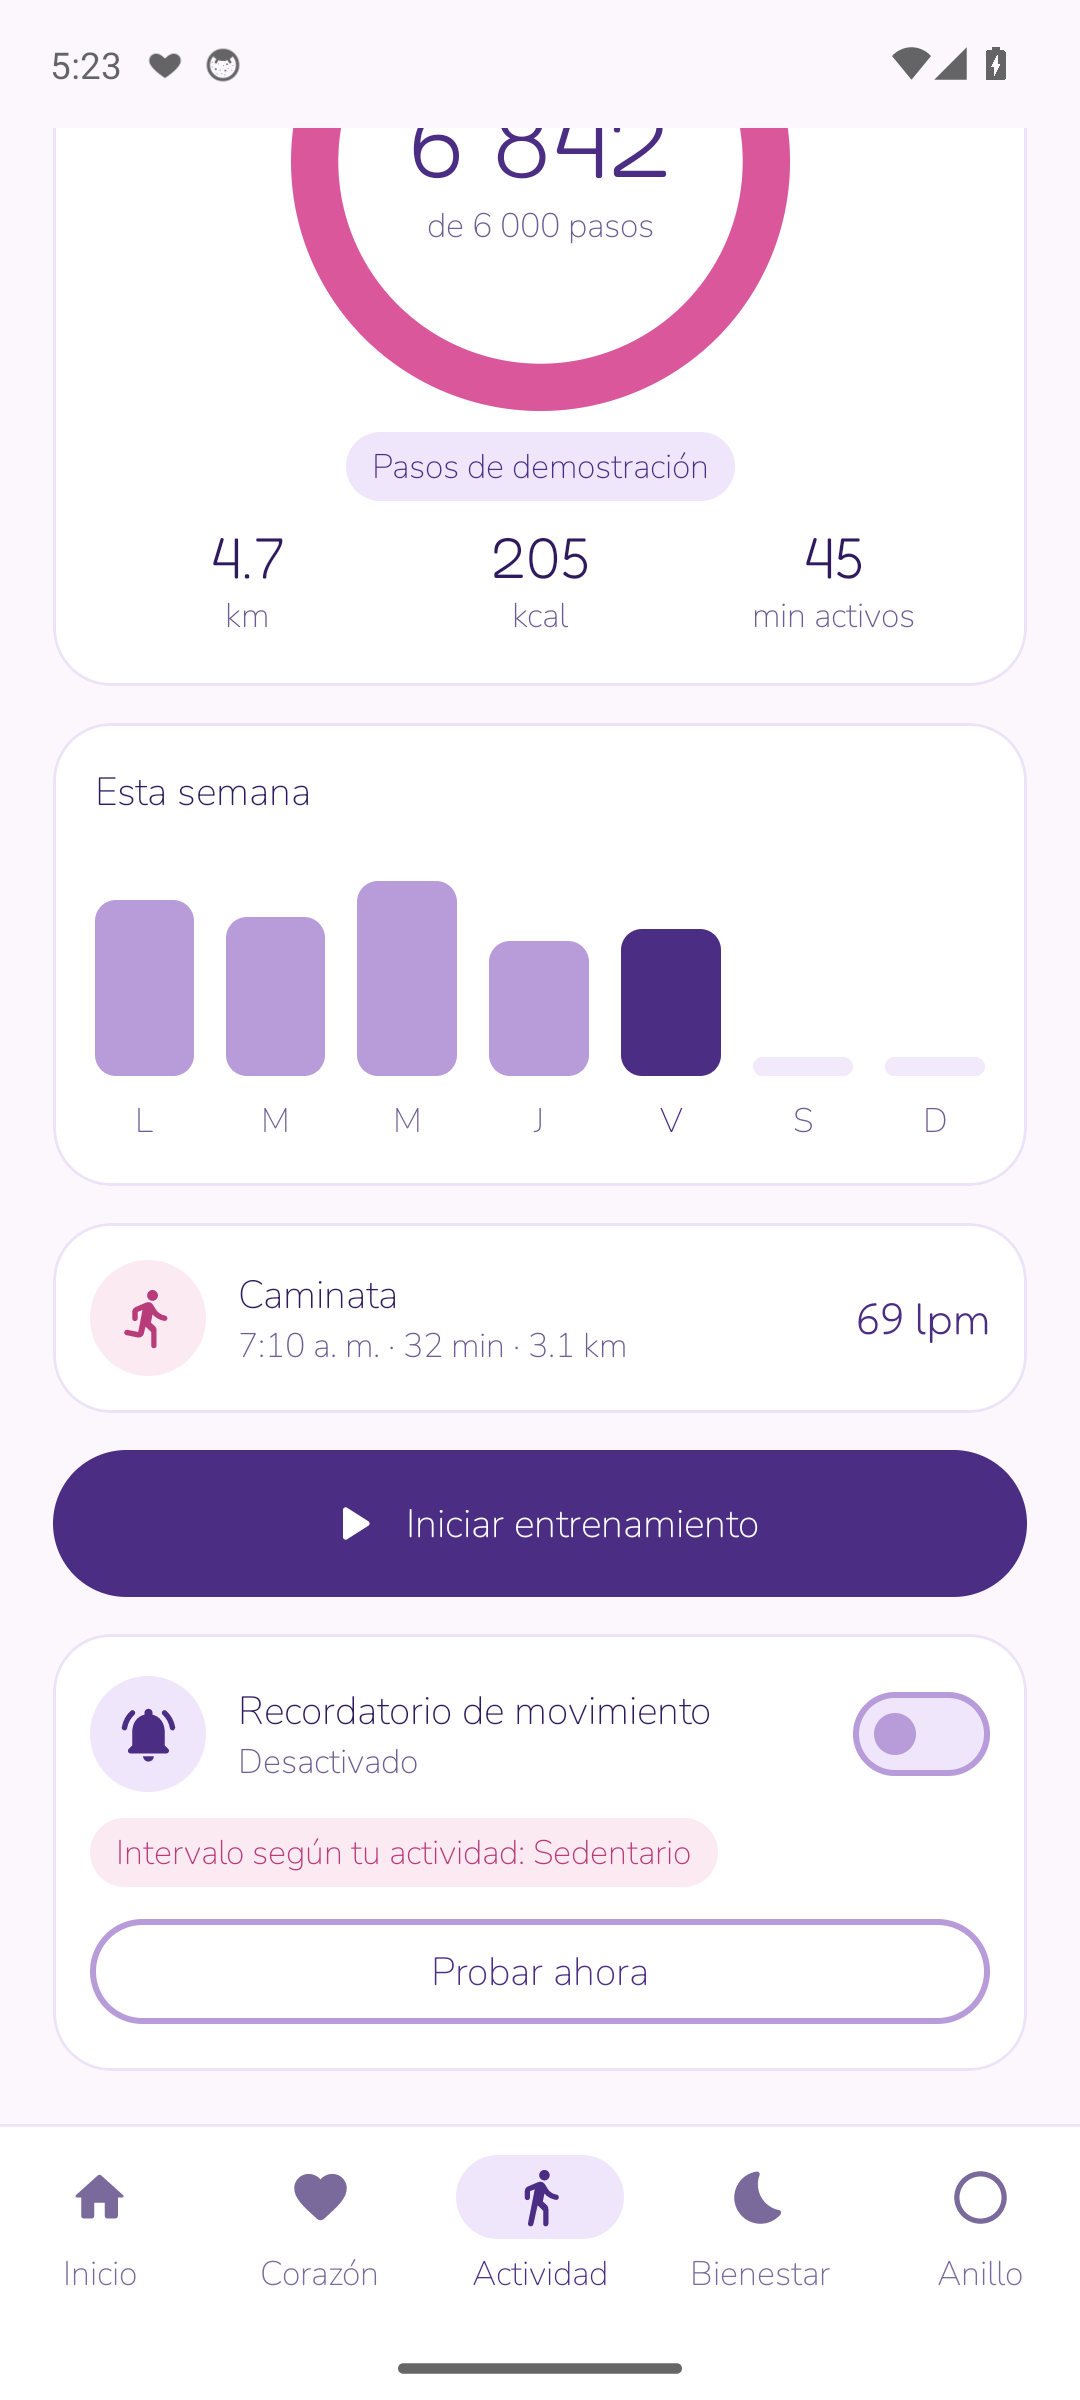 5:23
6 842
de 6 000 pasos
Pasos de demostración
4.7
km
205
kcal
45
min activos
Esta semana
L M M J V S D
Caminata
7:10 a. m. · 32 min · 3.1 km
69 lpm
Iniciar entrenamiento
Recordatorio de movimiento
Desactivado
Intervalo según tu actividad: Sedentario
Probar ahora
Inicio Corazón Actividad Bienestar Anillo